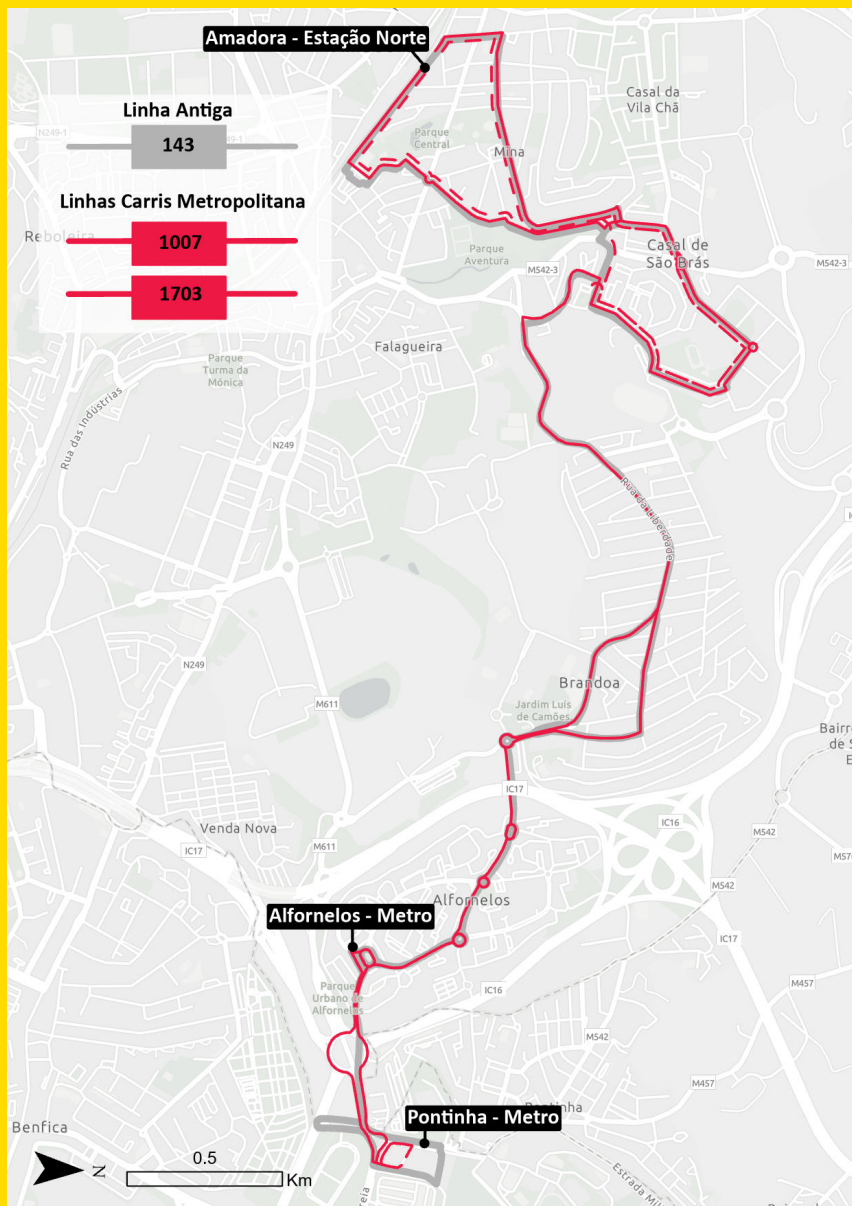 Amadora - Estação Norte
Linha Antiga
143
Linhas Carris Metropolitana
1007
1703
N249-1
Casal da
Vila Chã
Parque
Central
Mina
Reboleira
Parque
Aventura
M542-3
Casal de
São Brás
M542-3
Falagueira
Parque
Turma da
Mônica
Rua das Indústrias
N249
Rua da Liberdade
N249
M611
Brandoa
Jardim Luís
de Camões
IC17
IC16
M542
Venda Nova
M611
IC17
M542
Alfornelos
Alfornelos - Metro
IC17
Parque
Urbano de
Alfornelos
IC16
M457
M542
M457
Pontinha
Pontinha - Metro
Benfica
0.5
Km
N